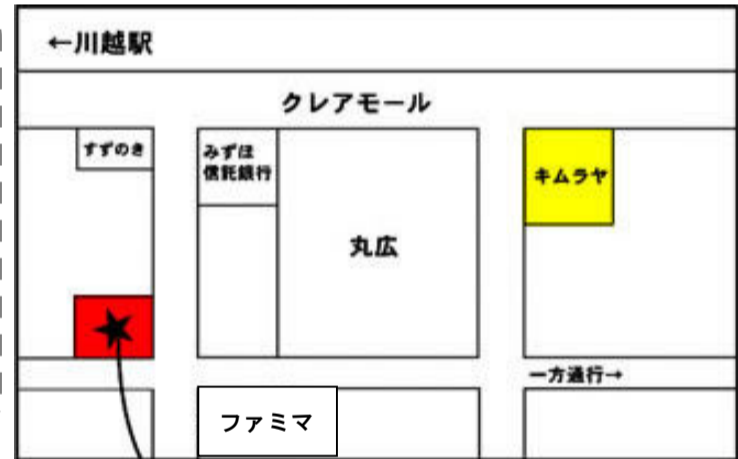 ←川越駅
クレアモール
すずのき
みずほ
信託銀行
キムラヤ
丸広
一方通行→
ファミマ